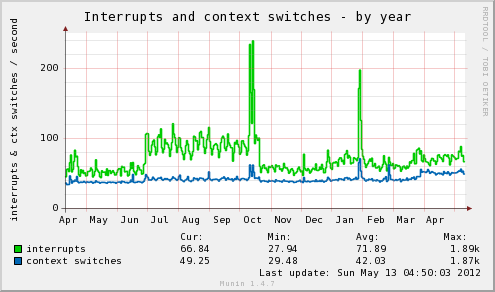 Interrupts and context switches - by year
RRDTOOL / TOBI OETIKER
interrupts & ctx switches / second
200
100
0
Apr May Jun Jul Aug Sep Oct Nov Dec Jan Feb Mar Apr
Cur: Min: Avg: Max:
interrupts 66.84 27.94 71.89 1.89k
context switches 49.25 29.48 42.03 1.87k
Last update: Sun May 13 04:50:03 2012
Munin 1.4.7